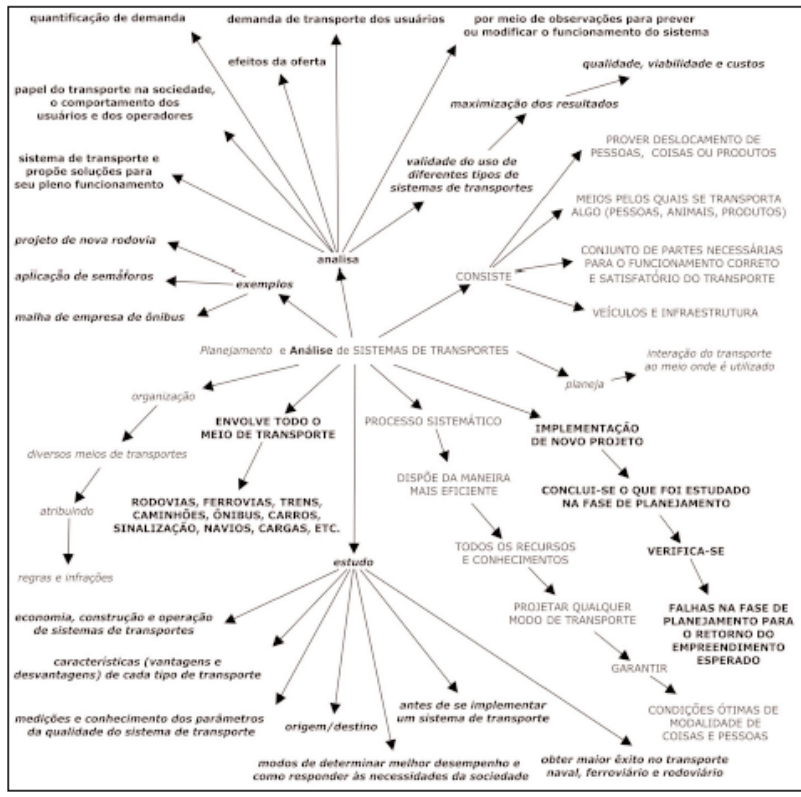 quantificação de demanda
demanda de transporte dos usuários
por meio de observações para prever
ou modificar o funcionamento do sistema
efeitos da oferta
qualidade, viabilidade e custos
papel do transporte na sociedade,
o comportamento dos
usuários e dos operadores
maximização dos resultados
PROVER DESLOCAMENTO DE
PESSOAS, COISAS OU PRODUTOS
sistema de transporte e
propõe soluções para
seu pleno funcionamento
validade do uso de
diferentes tipos de
sistemas de transportes
MEIOS PELOS QUAIS SE TRANSPORTA
ALGO (PESSOAS, ANIMAIS, PRODUTOS)
projeto de nova rodovia
analisa
CONJUNTO DE PARTES NECESSÁRIAS
PARA O FUNCIONAMENTO CORRETO
E SATISFATÓRIO DO TRANSPORTE
aplicação de semáforos
exemplos
CONSISTE
malha de empresa de ônibus
VEÍCULOS E INFRAESTRUTURA
Planejamento e Análise de SISTEMAS DE TRANSPORTES
interação do transporte
ao meio onde é utilizado
planeja
organização
ENVOLVE TODO O
MEIO DE TRANSPORTE
PROCESSO SISTEMÁTICO
IMPLEMENTAÇÃO
DE NOVO PROJETO
diversos meios de transportes
DISPÕE DA MANEIRA
MAIS EFICIENTE
CONCLUI-SE O QUE FOI ESTUDADO
NA FASE DE PLANEJAMENTO
atribuindo
RODOVIAS, FERROVIAS, TRENS,
CAMINHÕES, ÔNIBUS, CARROS,
SINALIZAÇÃO, NAVIOS, CARGAS, ETC.
TODOS OS RECURSOS
E CONHECIMENTOS
VERIFICA-SE
regras e infrações
estudo
PROJETAR QUALQUER
MODO DE TRANSPORTE
FALHAS NA FASE DE
PLANEJAMENTO PARA
O RETORNO DO
EMPREENDIMENTO
ESPERADO
economia, construção e operação
de sistemas de transportes
características (vantagens e
desvantagens) de cada tipo de transporte
GARANTIR
medições e conhecimento dos parâmetros
da qualidade do sistema de transporte
origem/destino
antes de se implementar
um sistema de transporte
CONDIÇÕES ÓTIMAS DE
MODALIDADE DE
COISAS E PESSOAS
modos de determinar melhor desempenho e
como responder às necessidades da sociedade
obter maior êxito no transporte
naval, ferroviário e rodoviário